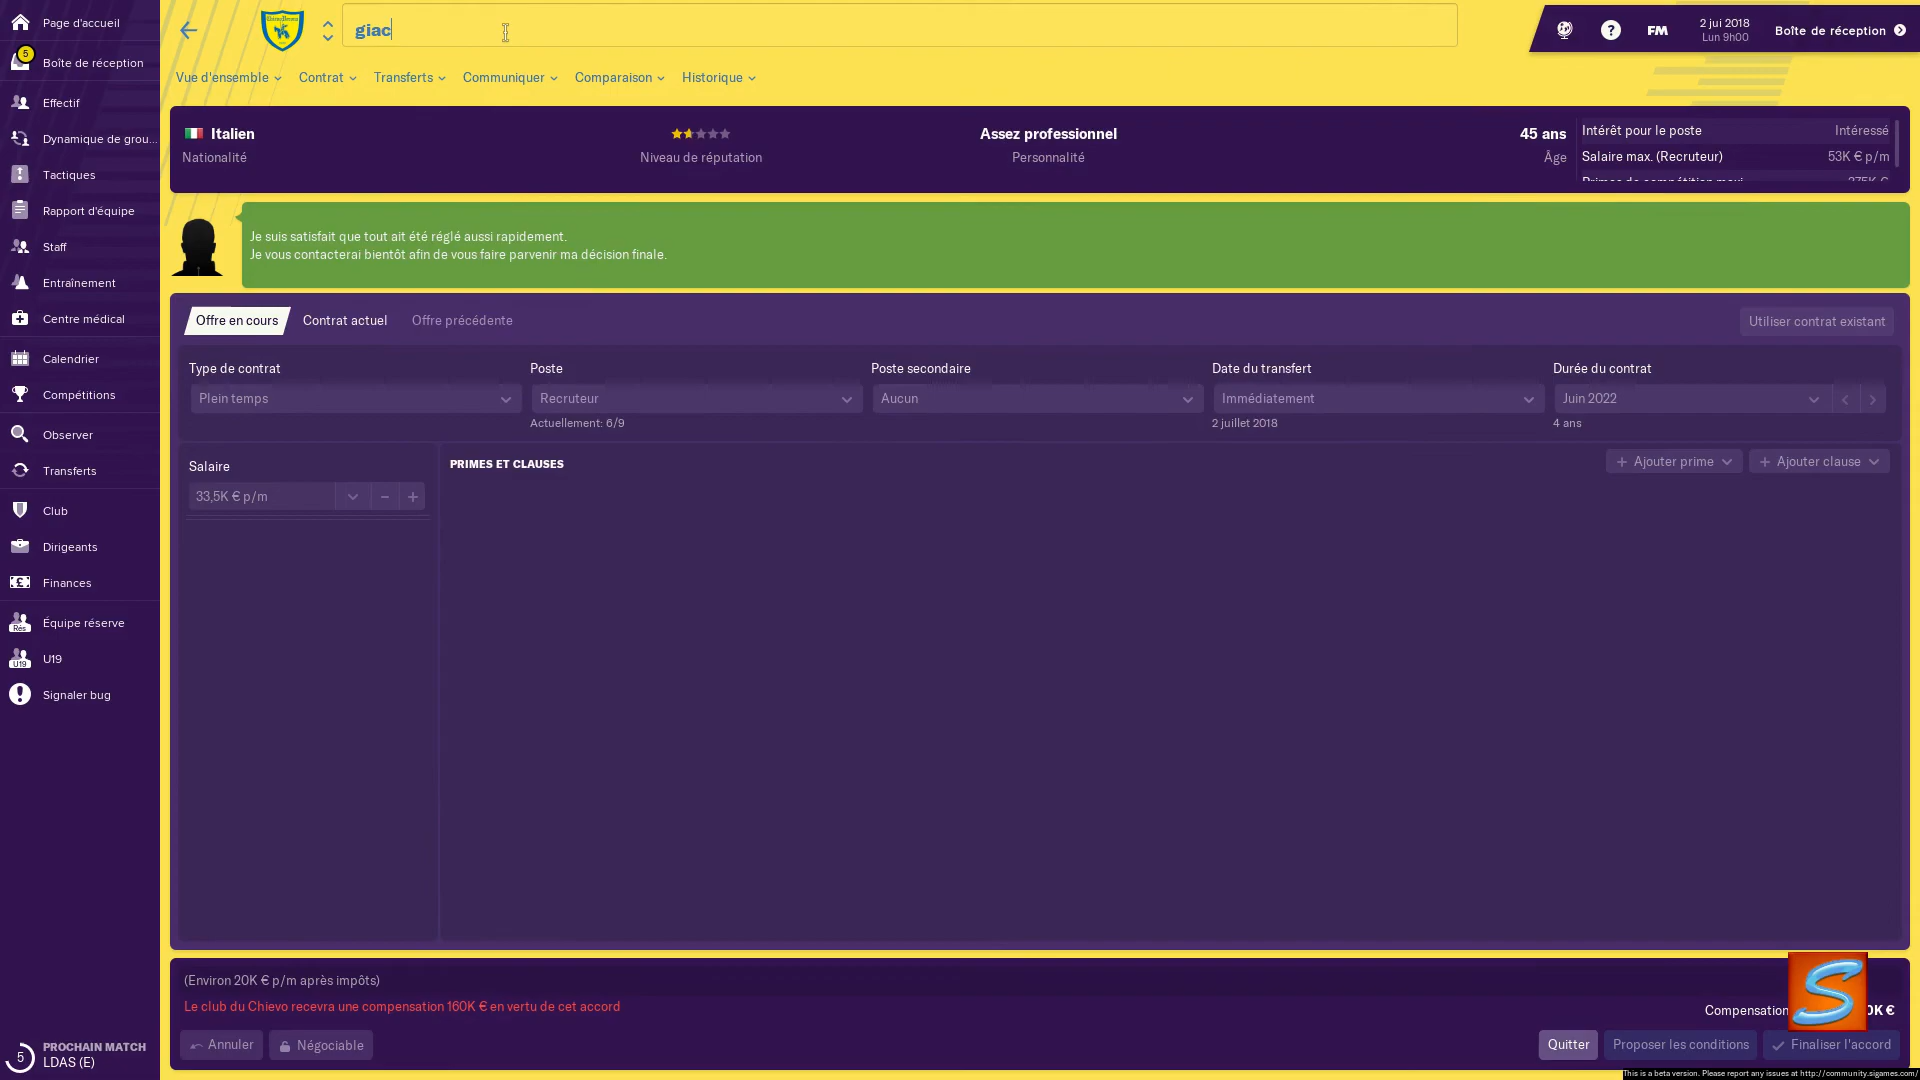 Page d'accueil
5
Boîte de réception
Effectif
Dynamique de grou...
Tactiques
Rapport d'équipe
Staff
Entraînement
Centre médical
Calendrier
Compétitions
Observer
Transferts
Club
Dirigeants
Finances
Rés
Équipe réserve
U19
U19
Signaler bug
5
PROCHAIN MATCH
LDAS (E)
giac
FM
2 jui 2018
Lun 9h00
Boîte de réception
Vue d'ensemble
Contrat
Transferts
Communiquer
Comparaison
Historique
Italien
Nationalité
Niveau de réputation
Assez professionnel
Personnalité
45 ans
Âge
Intérêt pour le poste
Intéressé
Salaire max. (Recruteur)
53K € p/m
Je suis satisfait que tout ait été réglé aussi rapidement.
Je vous contacterai bientôt afin de vous faire parvenir ma décision finale.
Offre en cours
Contrat actuel
Offre précédente
Utiliser contrat existant
Type de contrat
Plein temps
Poste
Recruteur
Actuellement: 6/9
Poste secondaire
Aucun
Date du transfert
Immédiatement
2 juillet 2018
Durée du contrat
Juin 2022
4 ans
Salaire
33,5K € p/m
PRIMES ET CLAUSES
Ajouter prime
Ajouter clause
(Environ 20K € p/m après impôts)
Le club du Chievo recevra une compensation 160K € en vertu de cet accord
Compensation
0K €
Annuler
Négociable
Quitter
Proposer les conditions
Finaliser l'accord
This is a beta version. Please report any issues at http://community.sigames.com/